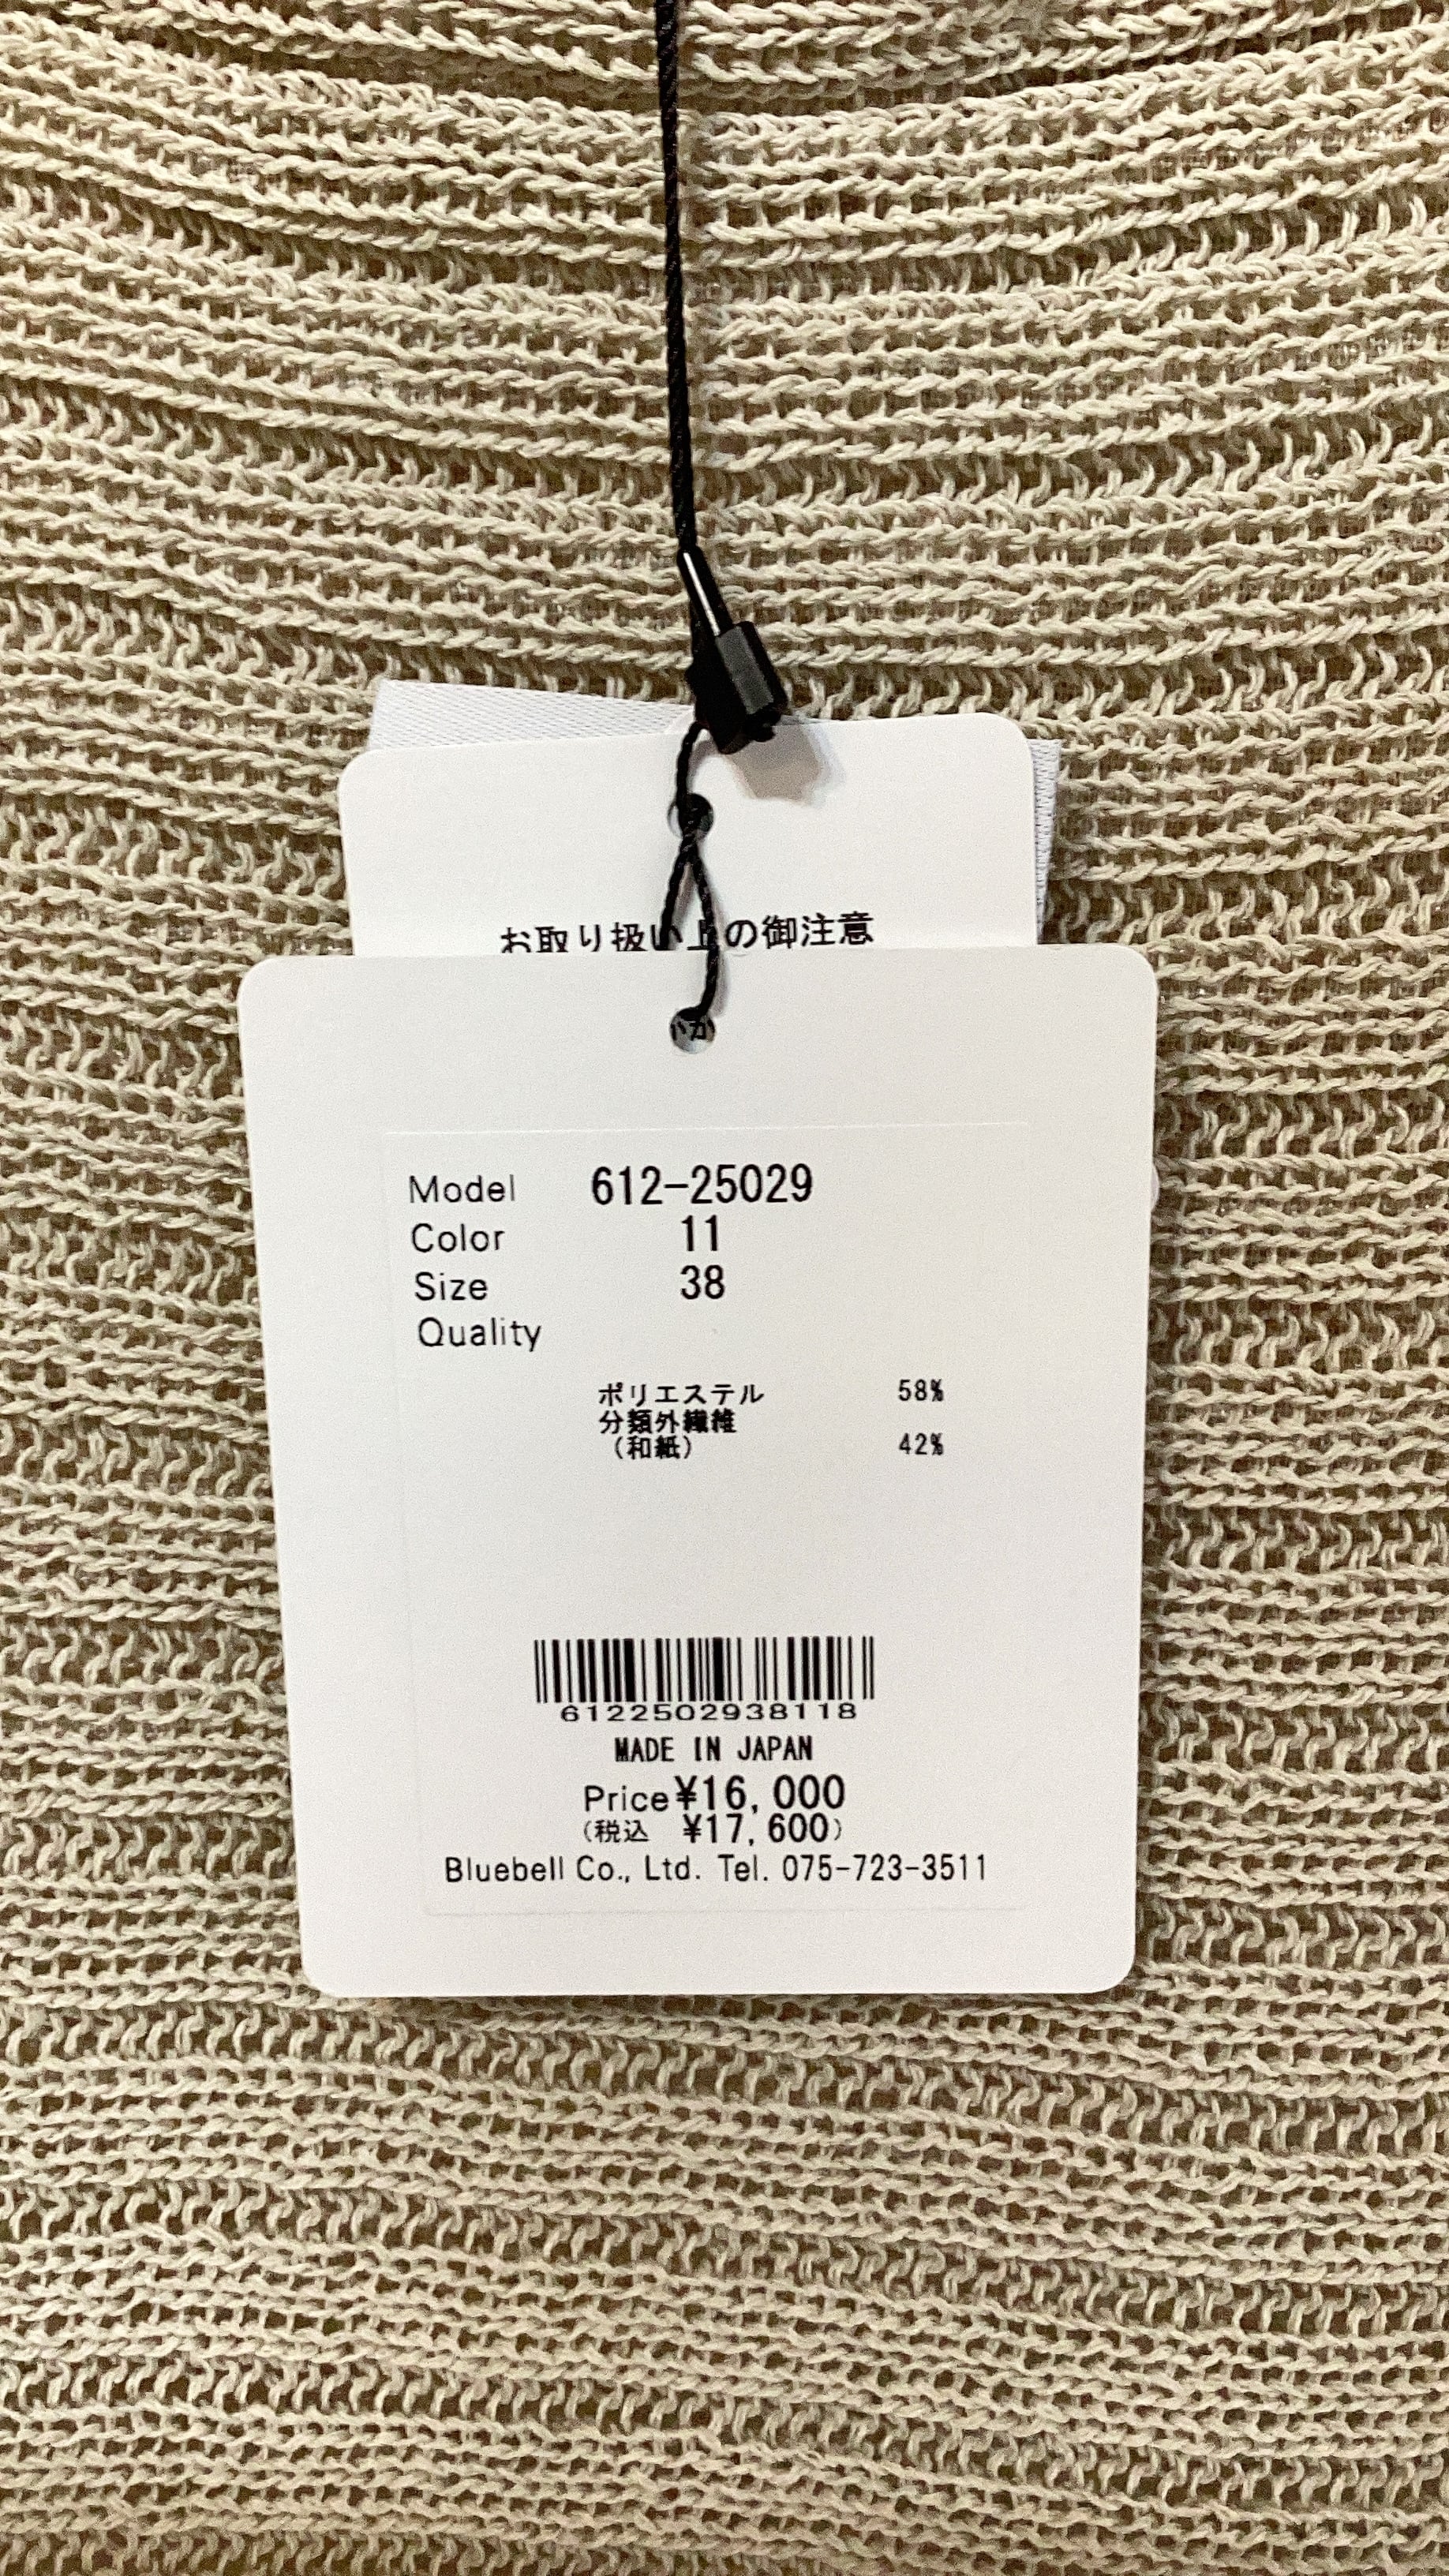 お取り扱い上の御注意
Model 612-25029
Color 11
Size 38
Quality
ポリエステル 58%
分類外繊維
(和紙) 42%
6122502938118
MADE IN JAPAN
Price ¥16,000
(税込 ¥17,600)
Bluebell Co., Ltd. Tel. 075-723-3511